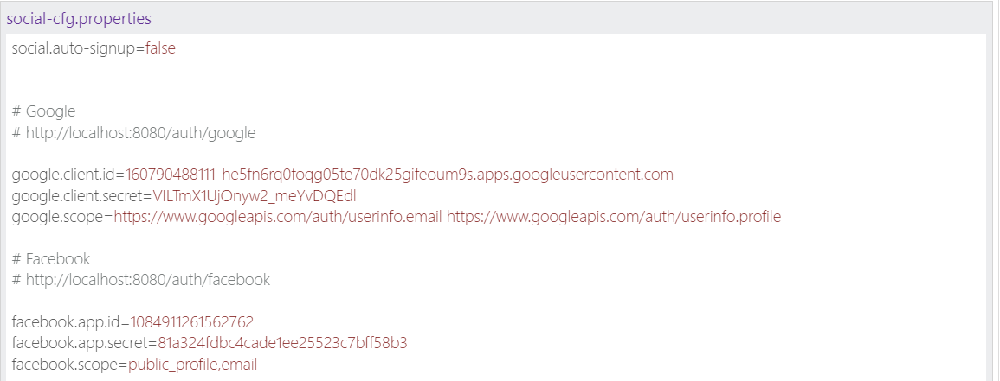 social-cfg.properties
social.auto-signup=false
# Google
# http://localhost:8080/auth/google
google.client.id=160790488111-he5fn6rq0foqg05te70dk25gifeoum9s.apps.googleusercontent.com
google.client.secret=VILTmX1UjOnyw2_meYvDQEdl
google.scope=https://www.googleapis.com/auth/userinfo.email https://www.googleapis.com/auth/userinfo.profile
# Facebook
# http://localhost:8080/auth/facebook
facebook.app.id=1084911261562762
facebook.app.secret=81a324fdbc4cade1ee25523c7bff58b3
facebook.scope=public_profile,email